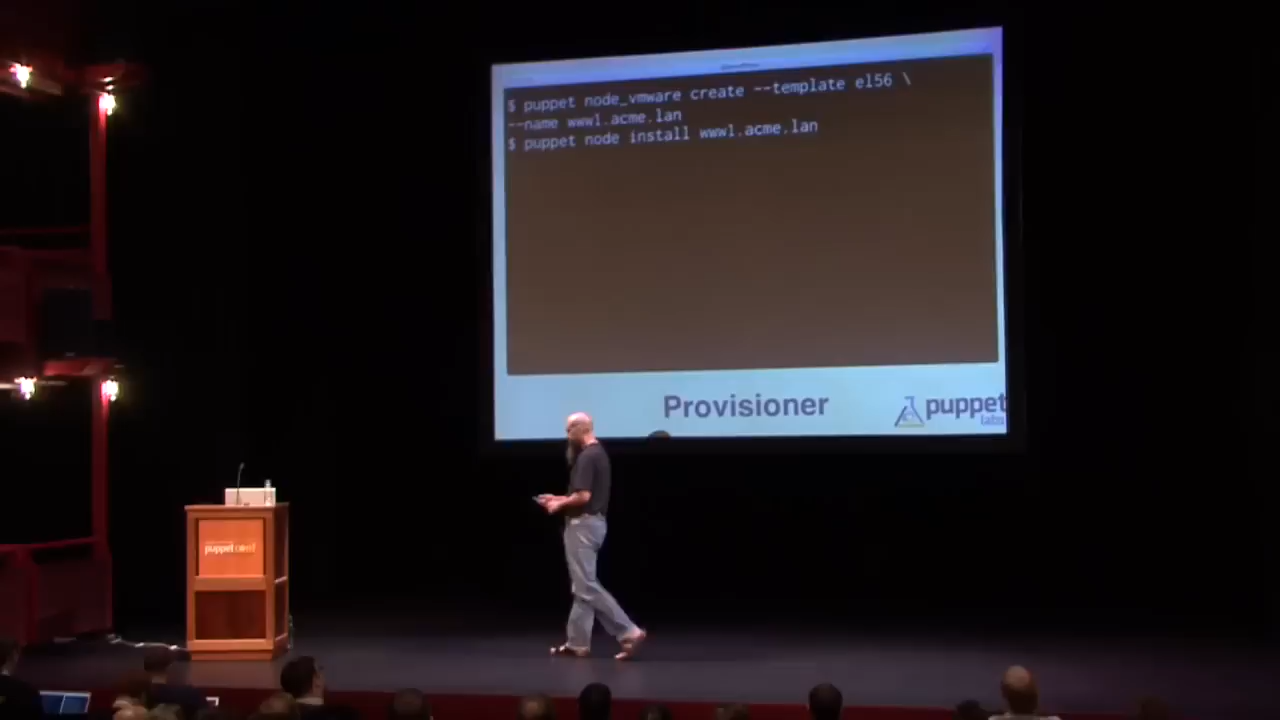 $ puppet node_vmware create --template el56 \
--name www1.acme.lan
$ puppet node install www1.acme.lan
Provisioner
puppet
labs
puppet conf